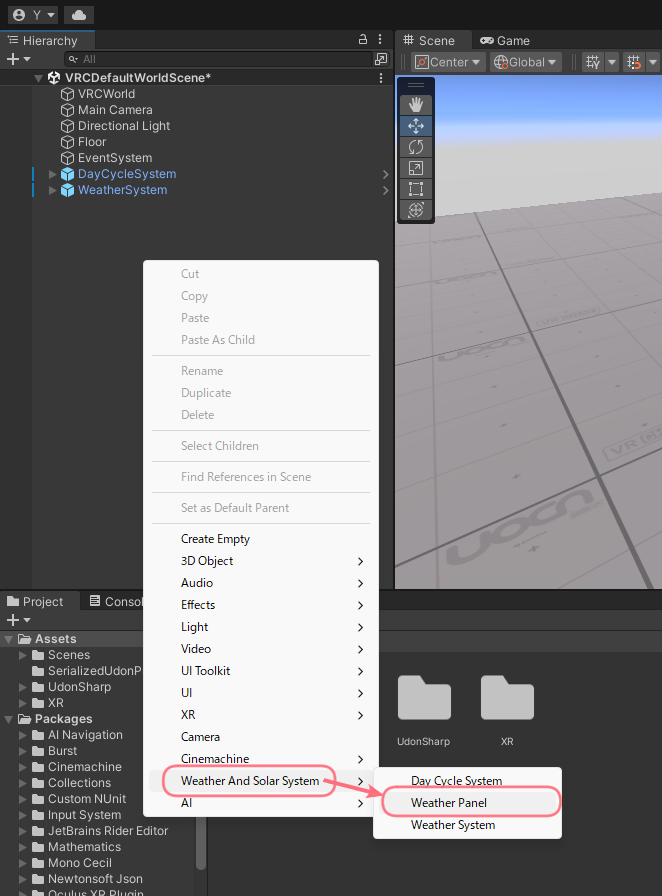 Y
Hierarchy
All
VRCDefaultWorldScene*
VRCWorld
Main Camera
Directional Light
Floor
EventSystem
DayCycleSystem
WeatherSystem
Scene
Game
Center
Global
Cut
Copy
Paste
Paste As Child
Rename
Duplicate
Delete
Select Children
Find References in Scene
Set as Default Parent
Create Empty
3D Object
Audio
Effects
Light
Video
UI Toolkit
UI
XR
Camera
Cinemachine
Weather And Solar System
AI
Day Cycle System
Weather Panel
Weather System
Project
Consol
Assets
Scenes
SerializedUdonP
UdonSharp
XR
Packages
AI Navigation
Burst
Cinemachine
Collections
Custom NUnit
Input System
JetBrains Rider Editor
Mathematics
Mono Cecil
Newtonsoft Json
Oculus XR Plugin
UdonSharp
XR